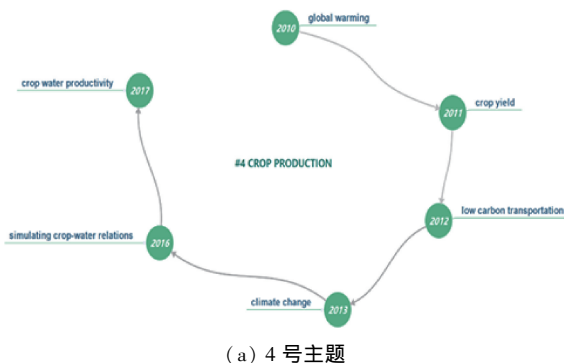 global warming
2010
crop yield
2011
low carbon transportation
2012
climate change
2013
simulating crop-water relations
2016
crop water productivity
2017
#4 CROP PRODUCTION
(a) 4 号主题